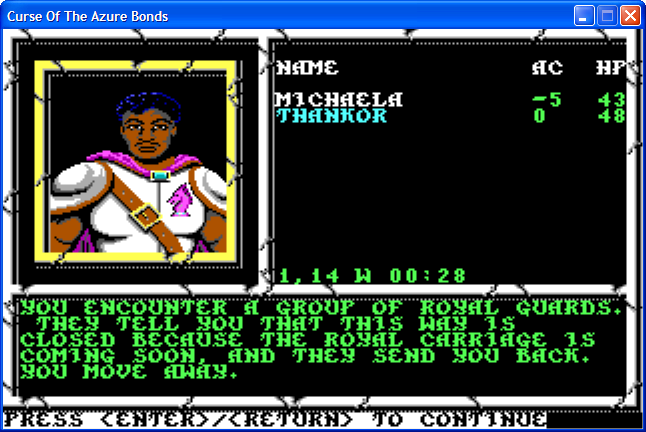 Curse Of The Azure Bonds
NAME AC HP
MICHAELA -5 43
THANKOR 0 48
1,14 W 00:28
YOU ENCOUNTER A GROUP OF ROYAL GUARDS.
THEY TELL YOU THAT THIS WAY IS
CLOSED BECAUSE THE ROYAL CARRIAGE IS
COMING SOON, AND THEY SEND YOU BACK.
YOU MOVE AWAY.
PRESS <ENTER>/<RETURN> TO CONTINUE